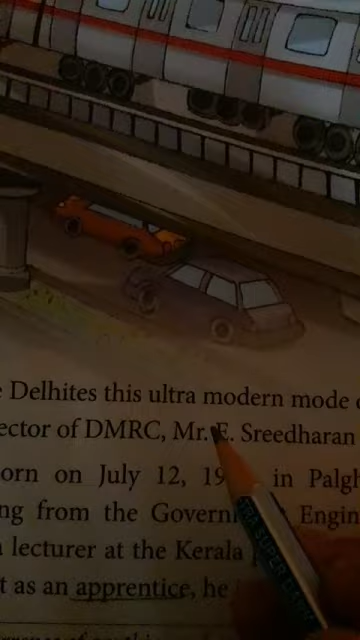 Delhites this ultra modern mode
ector of DMRC, Mr. E. Sreedharan
orn on July 12, 19 in Palgh
ng from the Govern Engin
lecturer at the Kerala
t as an apprentice, he